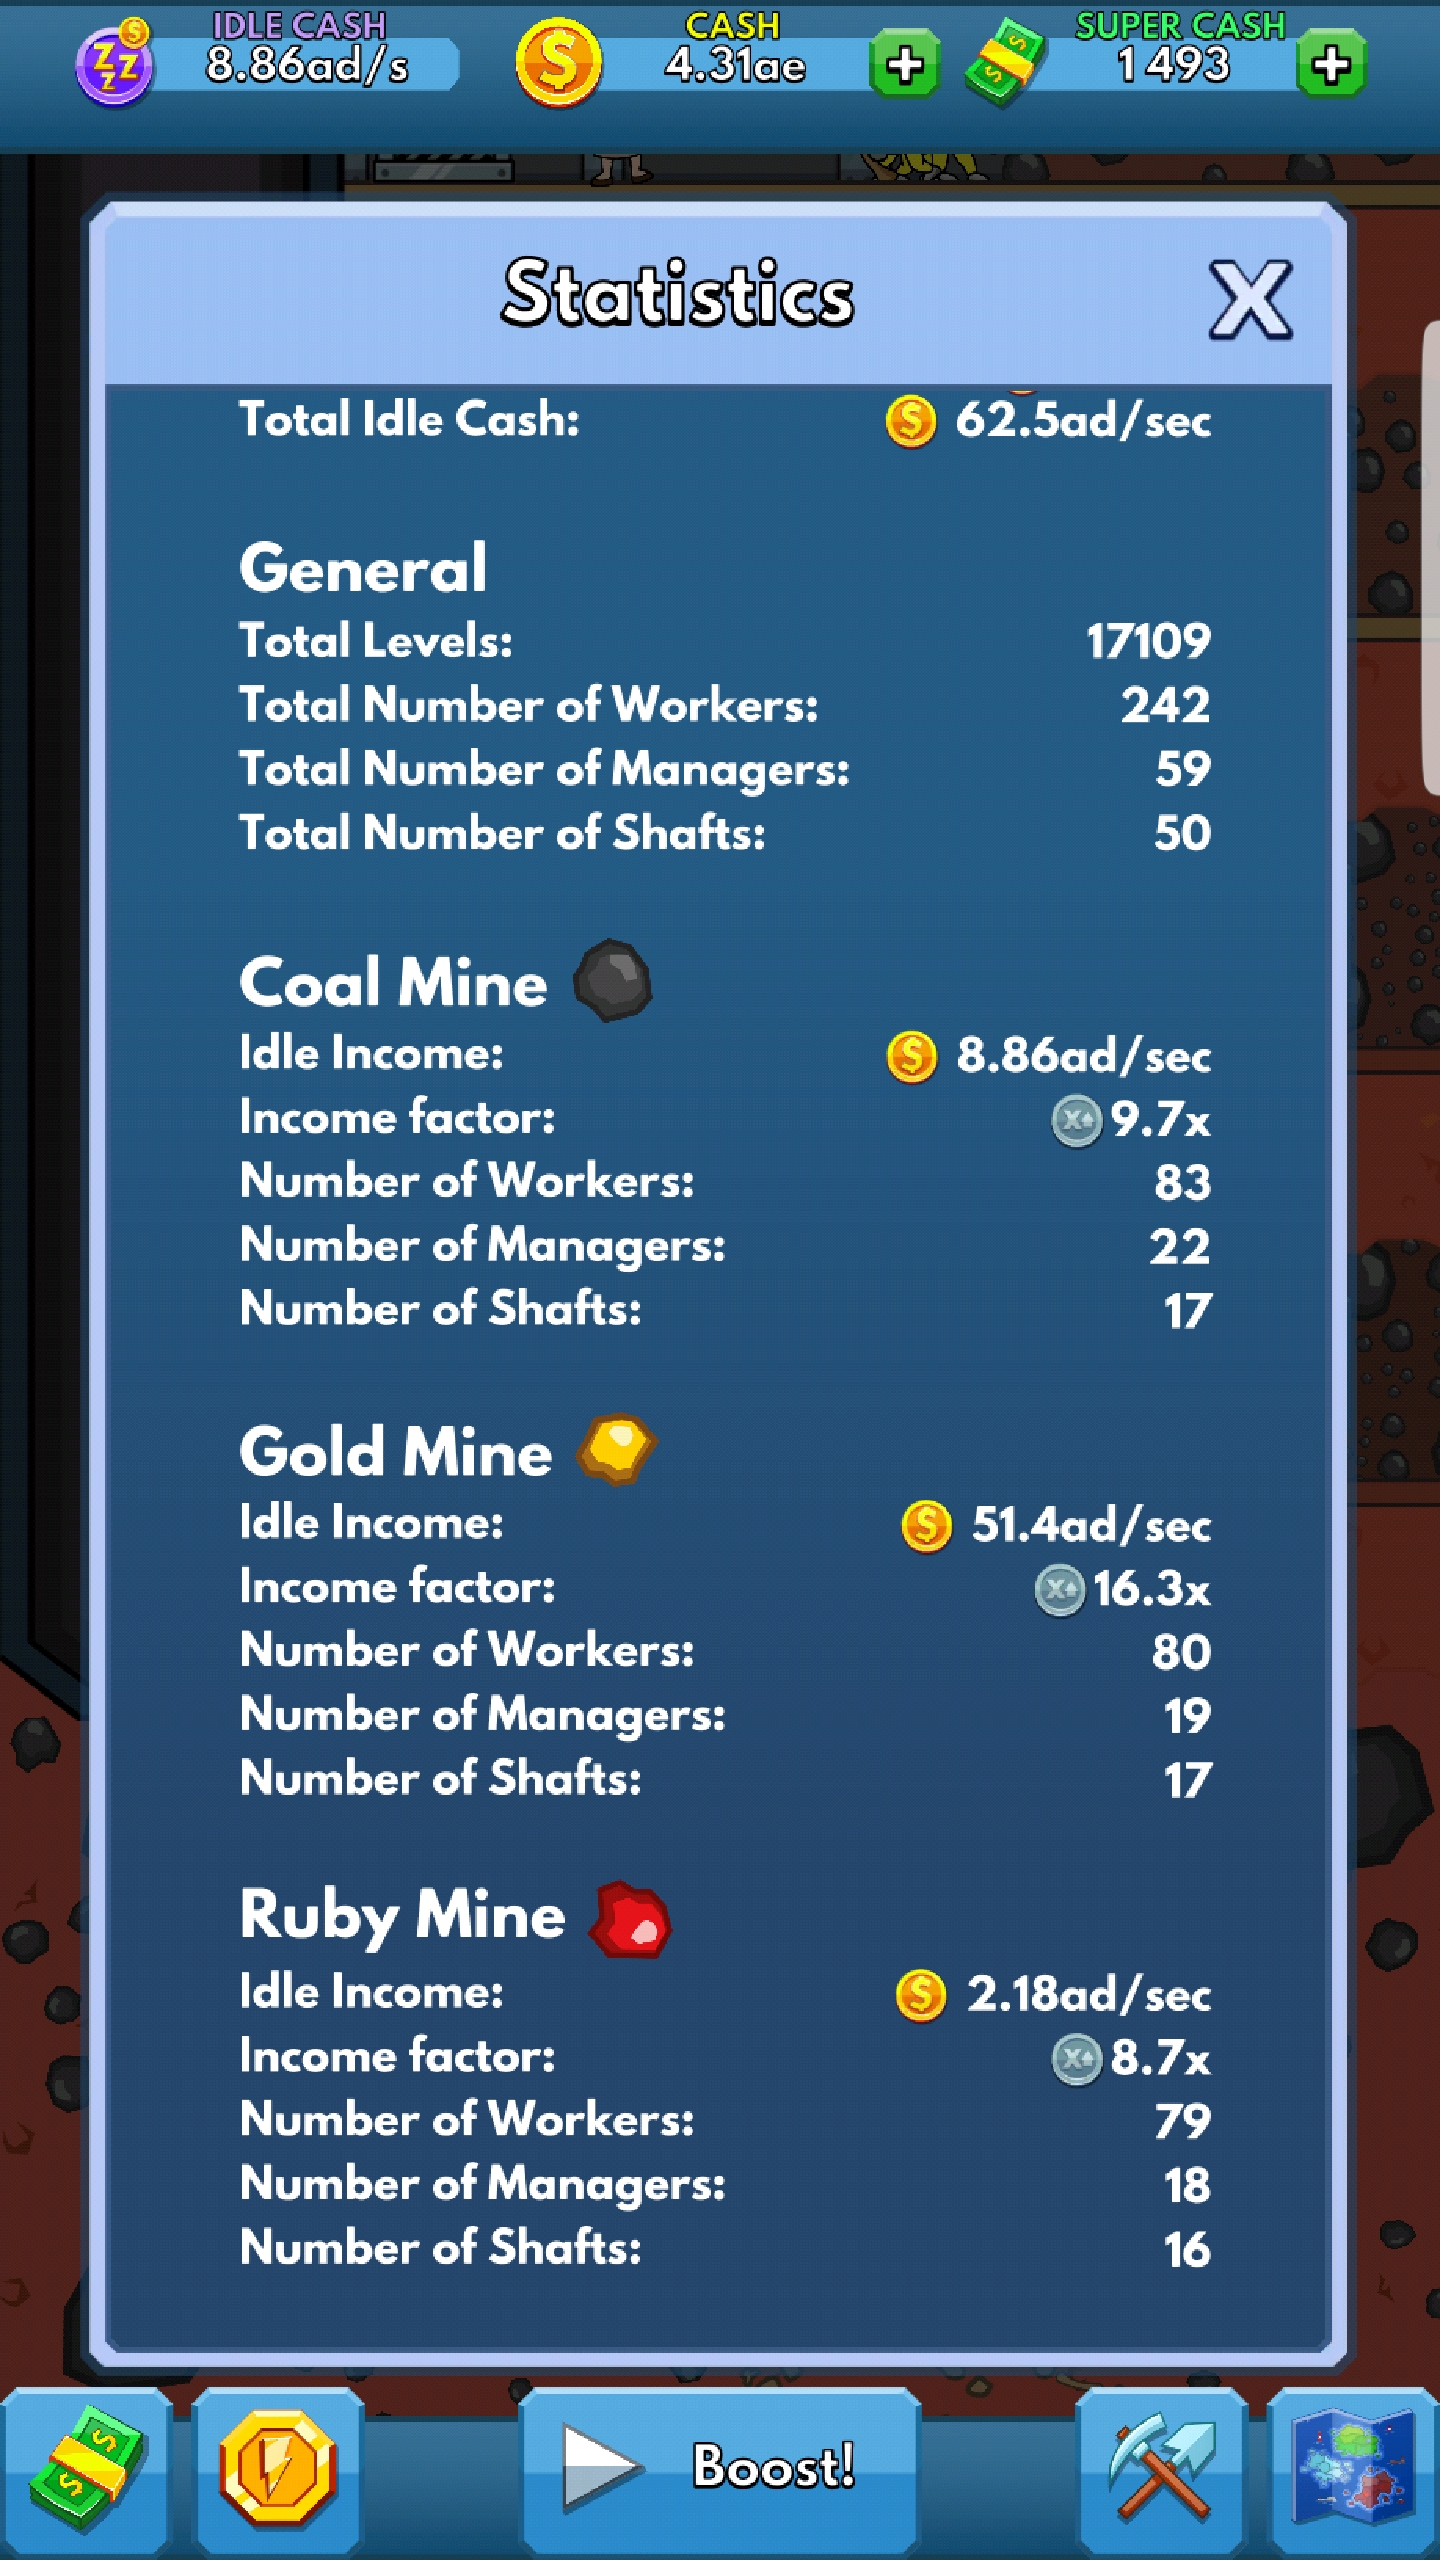 IDLE CASH CASH SUPER CASH
8.86ad/s 4.31ae + 1 493 +
Statistics X
Total Idle Cash: 62.5ad/sec
General
Total Levels: 17109
Total Number of Workers: 242
Total Number of Managers: 59
Total Number of Shafts: 50
Coal Mine
Idle Income: 8.86ad/sec
Income factor: 9.7x
Number of Workers: 83
Number of Managers: 22
Number of Shafts: 17
Gold Mine
Idle Income: 51.4ad/sec
Income factor: 16.3x
Number of Workers: 80
Number of Managers: 19
Number of Shafts: 17
Ruby Mine
Idle Income: 2.18ad/sec
Income factor: 8.7x
Number of Workers: 79
Number of Managers: 18
Number of Shafts: 16
Boost!